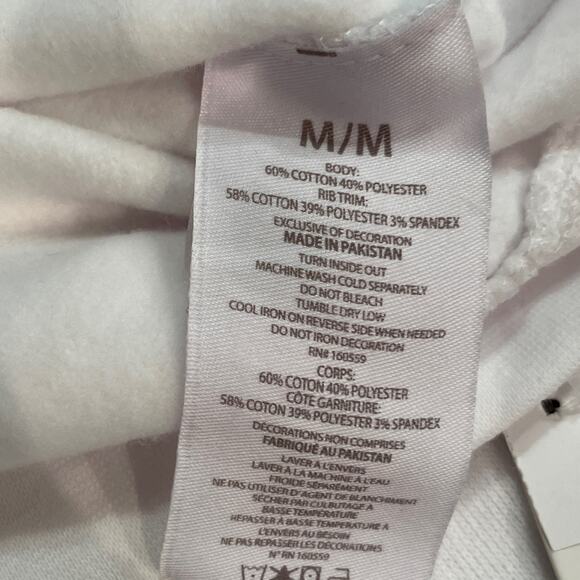 M/M
BODY:
60% COTTON 40% POLYESTER
RIB TRIM:
58% COTTON 39% POLYESTER 3% SPANDEX
EXCLUSIVE OF DECORATION
MADE IN PAKISTAN
TURN INSIDE OUT
MACHINE WASH COLD SEPARATELY
DO NOT BLEACH
TUMBLE DRY LOW
COOL IRON ON REVERSE SIDE WHEN NEEDED
DO NOT IRON DECORATION
RN# 160559
CORPS:
60% COTON 40% POLYESTER
CÔTE GARNITURE:
58% COTON 39% POLYESTER 3% SPANDEX
DÉCORATIONS NON COMPRISES
FABRIQUÉ AU PAKISTAN
LAVER À L'ENVERS
LAVER À LA MACHINE À L'EAU
FROIDE SÉPARÉMENT
NE PAS UTILISER D'AGENT DE BLANCHIMENT
SÉCHER PAR CULBUTAGE À
BASSE TEMPÉRATURE
REPASSER À BASSE TEMPÉRATURE À
L'ENVERS AU BESOIN
NE PAS REPASSER LES DÉCORATIONS
N° RN 160559